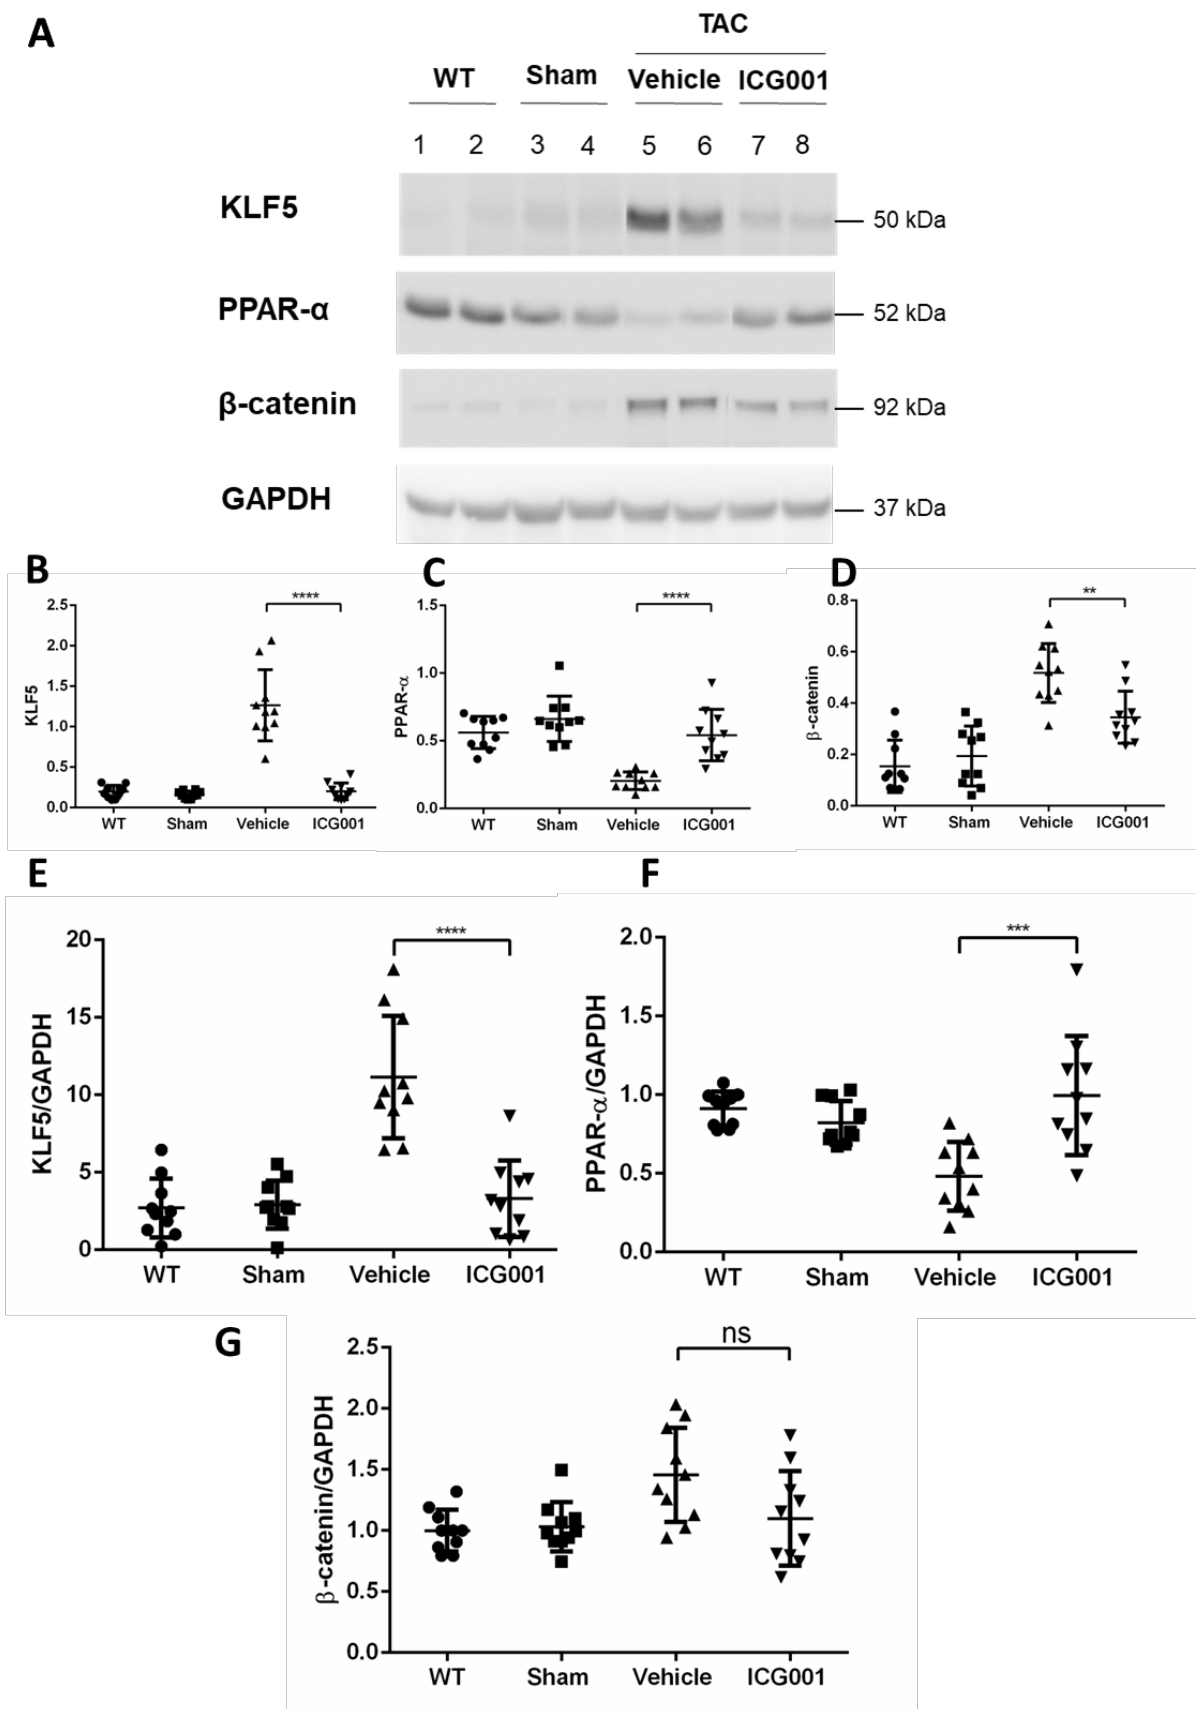 A
TAC
WT Sham Vehicle ICG001
1 2 3 4 5 6 7 8
KLF5 50 kDa
PPAR-α 52 kDa
β-catenin 92 kDa
GAPDH 37 kDa
B
KLF5
2.5
2.0
1.5
1.0
0.5
0.0
****
WT Sham Vehicle ICG001
C
PPAR-α
1.5
1.0
0.5
0.0
****
WT Sham Vehicle ICG001
D
β-catenin
0.8
0.6
0.4
0.2
0.0
**
WT Sham Vehicle ICG001
E
KLF5/GAPDH
20
15
10
5
0
****
WT Sham Vehicle ICG001
F
PPAR-α/GAPDH
2.0
1.5
1.0
0.5
0.0
***
WT Sham Vehicle ICG001
G
β-catenin/GAPDH
2.5
2.0
1.5
1.0
0.5
0.0
ns
WT Sham Vehicle ICG001